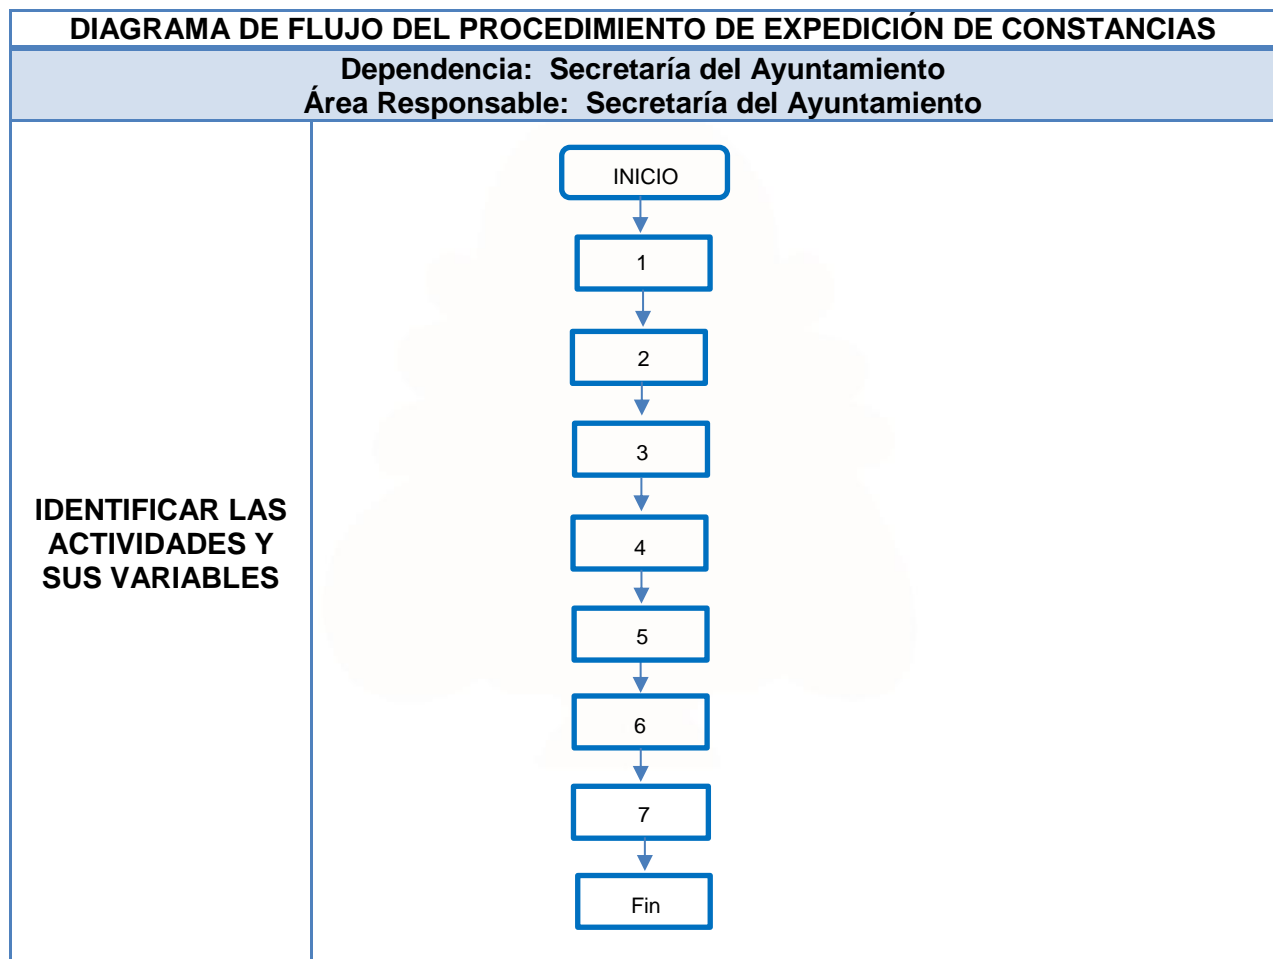 DIAGRAMA DE FLUJO DEL PROCEDIMIENTO DE EXPEDICIÓN DE CONSTANCIAS
Dependencia: Secretaría del Ayuntamiento
Área Responsable: Secretaría del Ayuntamiento
IDENTIFICAR LAS
ACTIVIDADES Y
SUS VARIABLES
INICIO
1
2
3
4
5
6
7
Fin